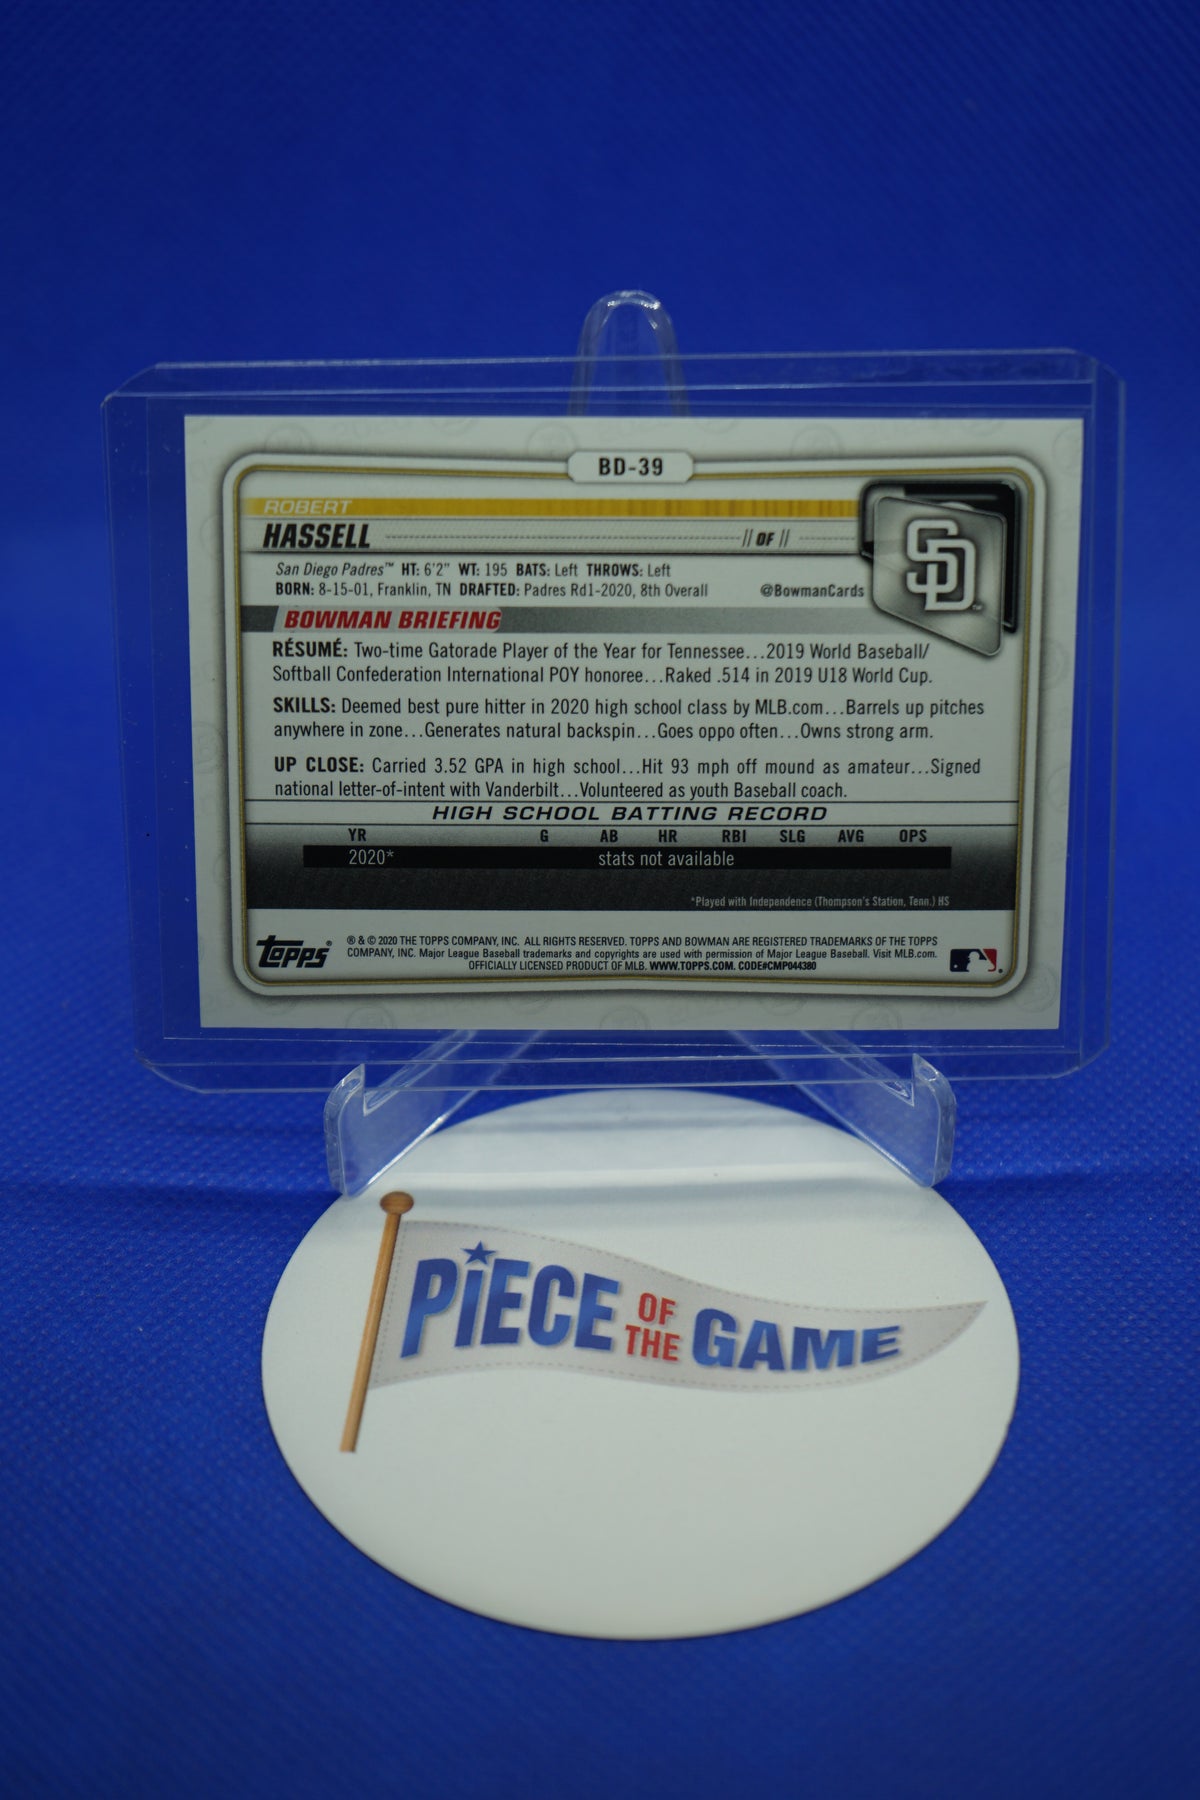 BD-39
ROBERT
HASSELL // OF //
San Diego Padres™ HT: 6'2" WT: 195 BATS: Left THROWS: Left
BORN: 8-15-01, Franklin, TN DRAFTED: Padres Rd1-2020, 8th Overall @BowmanCards
SD
BOWMAN BRIEFING
RÉSUMÉ: Two-time Gatorade Player of the Year for Tennessee...2019 World Baseball/
Softball Confederation International POY honoree...Raked .514 in 2019 U18 World Cup.
SKILLS: Deemed best pure hitter in 2020 high school class by MLB.com...Barrels up pitches
anywhere in zone...Generates natural backspin...Goes oppo often...Owns strong arm.
UP CLOSE: Carried 3.52 GPA in high school...Hit 93 mph off mound as amateur...Signed
national letter-of-intent with Vanderbilt...Volunteered as youth Baseball coach.
HIGH SCHOOL BATTING RECORD
YR G AB HR RBI SLG AVG OPS
2020* stats not available
*Played with Independence (Thompson's Station, Tenn.) HS
topps®
® & © 2020 THE TOPPS COMPANY, INC. ALL RIGHTS RESERVED. TOPPS AND BOWMAN ARE REGISTERED TRADEMARKS OF THE TOPPS
COMPANY, INC. Major League Baseball trademarks and copyrights are used with permission of Major League Baseball. Visit MLB.com.
OFFICIALLY LICENSED PRODUCT OF MLB. WWW.TOPPS.COM. CODE#CMP044380
PiECE OF THE GAME